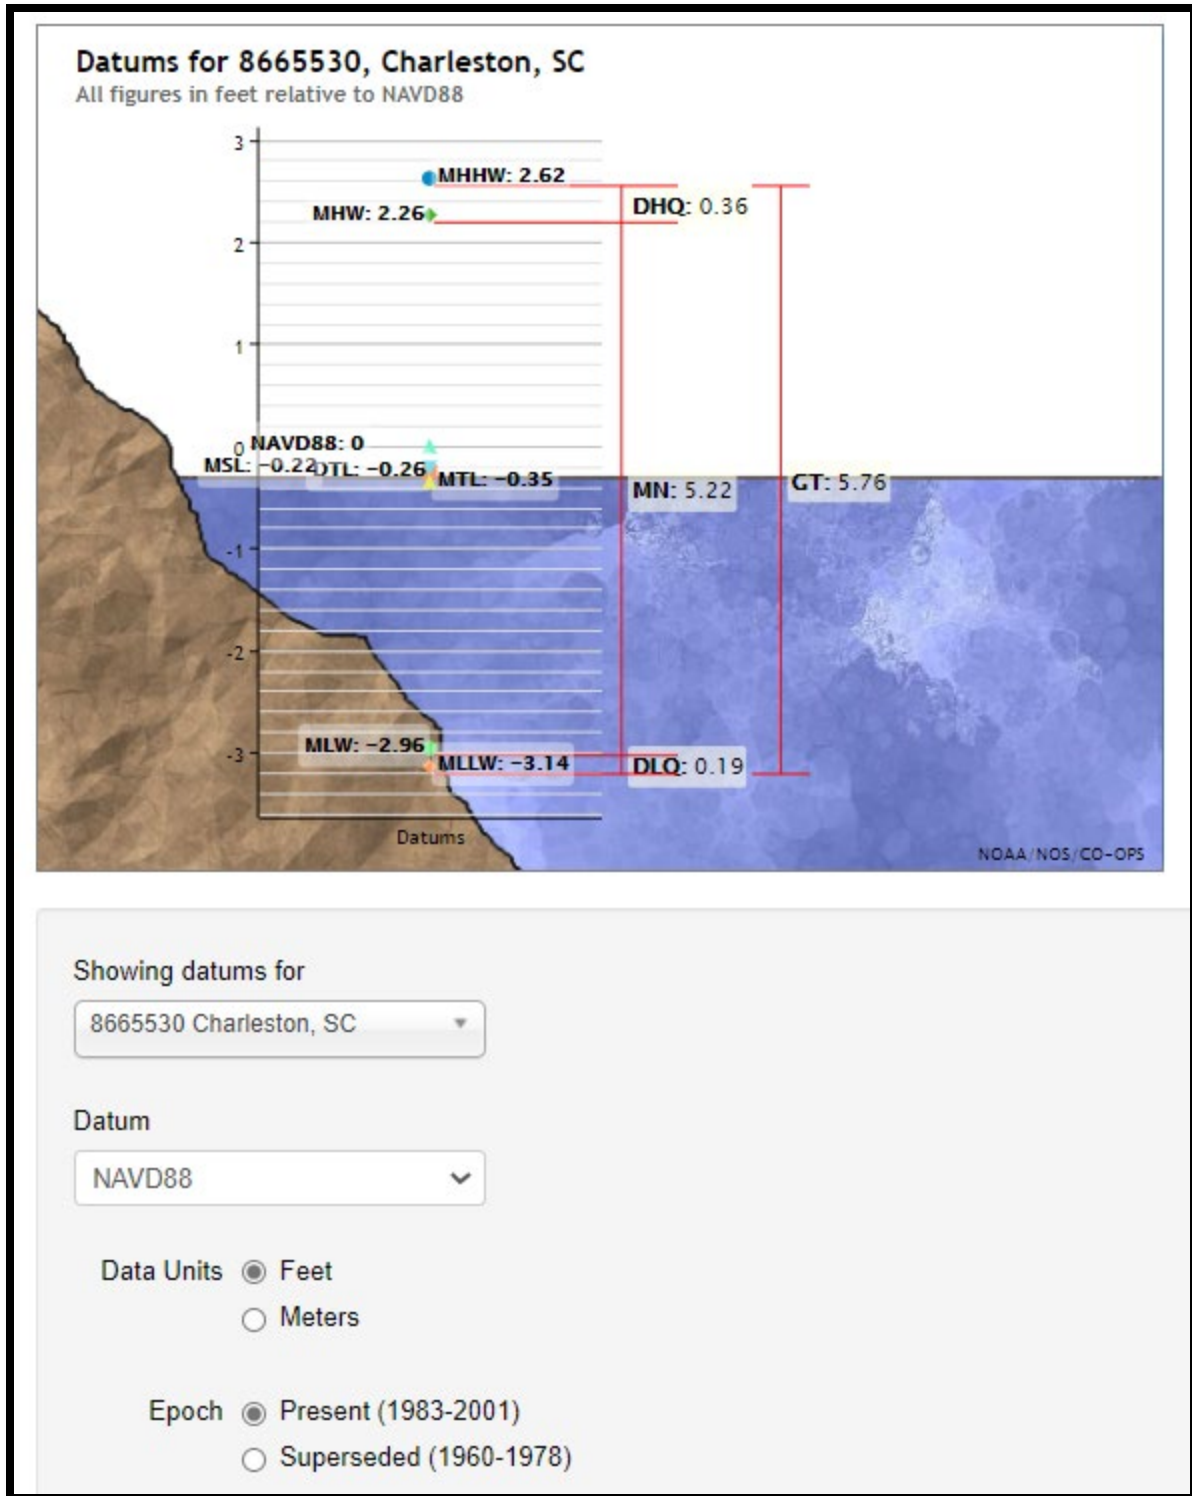 Datums for 8665530, Charleston, SC
All figures in feet relative to NAVD88
3
MHHW: 2.62
MHW: 2.26
DHQ: 0.36
2
1
0
NAVD88: 0
MSL: −0.22
DTL: −0.26
MTL: −0.35
MN: 5.22
GT: 5.76
-1
-2
-3
MLW: −2.96
MLLW: −3.14
DLQ: 0.19
Datums
NOAA/NOS/CO-OPS
Showing datums for
8665530 Charleston, SC
Datum
NAVD88
Data Units Feet
Meters
Epoch Present (1983-2001)
Superseded (1960-1978)